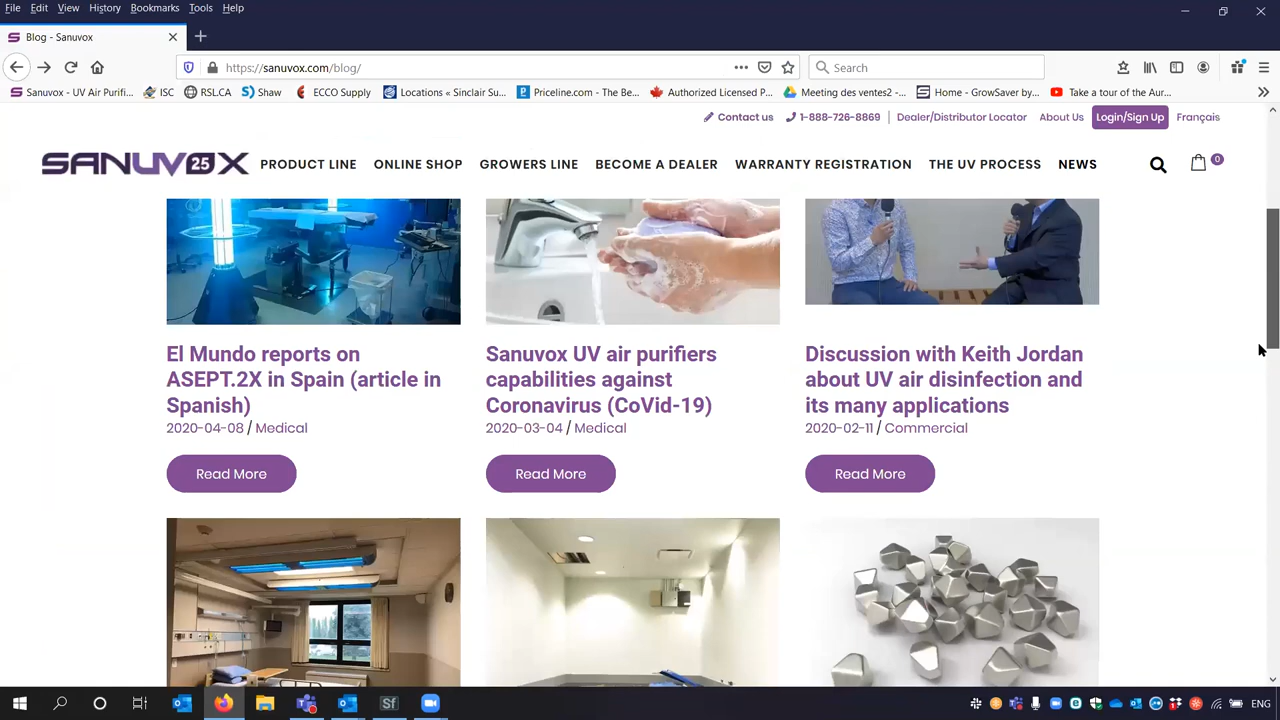 File Edit View History Bookmarks Tools Help
Blog - Sanuvox
https://sanuvox.com/blog/
Search
Sanuvox - UV Air Purifi... ISC RSI.CA Shaw ECCO Supply Locations « Sinclair Su... Priceline.com - The Be... Authorized Licensed P... Meeting des ventes2 -... Home - GrowSaver by... Take a tour of the Aur...
Contact us 1-888-726-8869 Dealer/Distributor Locator About Us Login/Sign Up Français
SANUVOX 25 PRODUCT LINE ONLINE SHOP GROWERS LINE BECOME A DEALER WARRANTY REGISTRATION THE UV PROCESS NEWS 0
El Mundo reports on
ASEPT.2X in Spain (article in
Spanish)
2020-04-08 / Medical
Read More
Sanuvox UV air purifiers
capabilities against
Coronavirus (CoVid-19)
2020-03-04 / Medical
Read More
Discussion with Keith Jordan
about UV air disinfection and
its many applications
2020-02-11 / Commercial
Read More
Sf
ENG